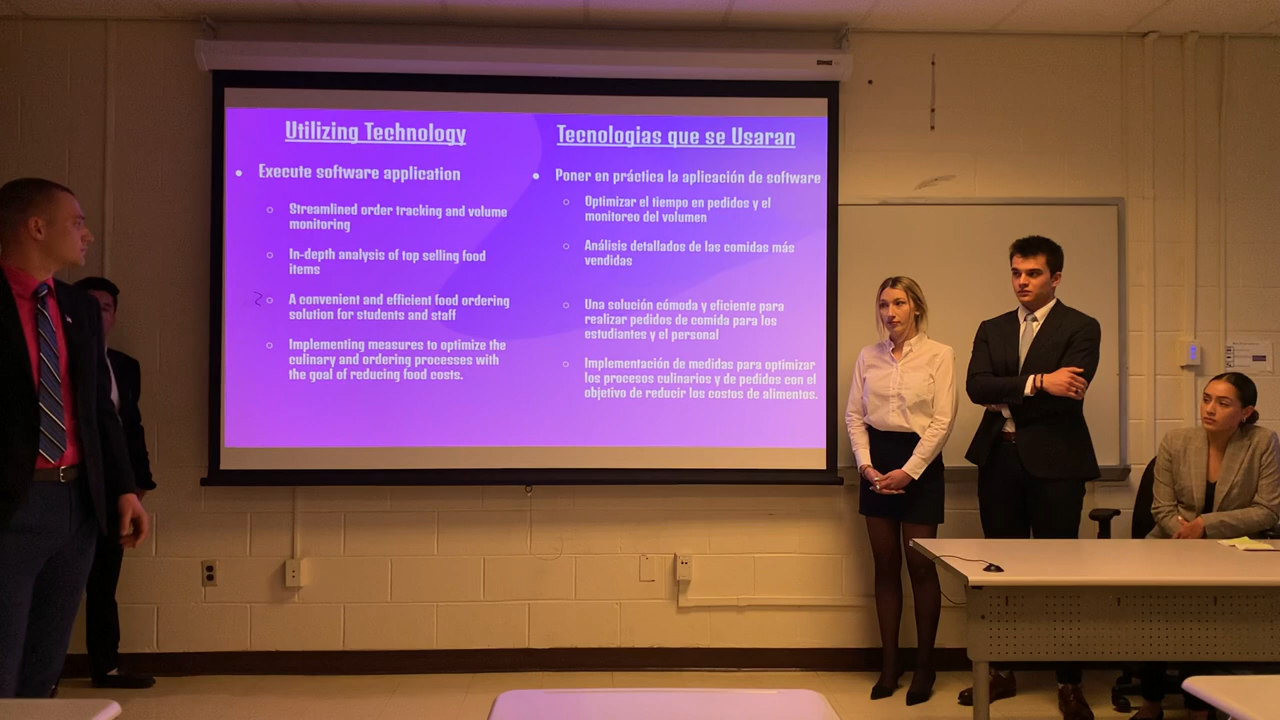 Utilizing Technology
Execute software application
Streamlined order tracking and volume
monitoring
In-depth analysis of top selling food
items
A convenient and efficient food ordering
solution for students and staff
Implementing measures to optimize the
culinary and ordering processes with
the goal of reducing food costs.
Tecnologias que se Usaran
Poner en práctica la aplicación de software
Optimizar el tiempo en pedidos y el
monitoreo del volumen
Análisis detallados de las comidas más
vendidas
Una solución cómoda y eficiente para
realizar pedidos de comida para los
estudiantes y el personal
Implementación de medidas para optimizar
los procesos culinarios y de pedidos con el
objetivo de reducir los costos de alimentos.